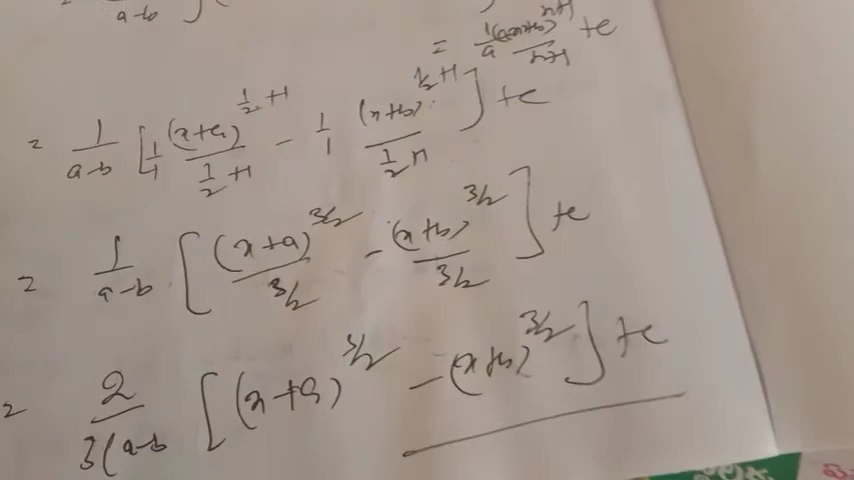 a-b
= 1/a (ax+b)^(n+1)/(n+1) + c
= 1/(a-b) [1/1 (x+a)^(1/2+1)/(1/2+1) - 1/1 (x+b)^(1/2+1)/(1/2+1)] + c
= 1/(a-b) [(x+a)^(3/2)/(3/2) - (x+b)^(3/2)/(3/2)] + c
= 2/(3(a-b) [(x+a)^(3/2) - (x+b)^(3/2)] + c